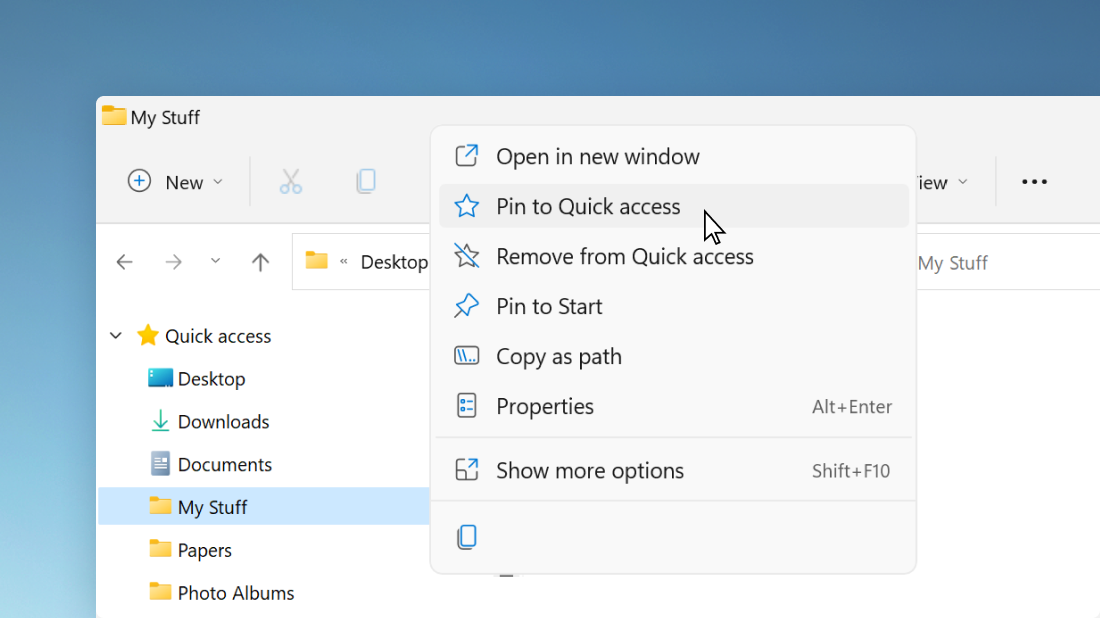 My Stuff
New
iew
Desktop
My Stuff
Quick access
Desktop
Downloads
Documents
My Stuff
Papers
Photo Albums
Open in new window
Pin to Quick access
Remove from Quick access
Pin to Start
Copy as path
Properties Alt+Enter
Show more options Shift+F10